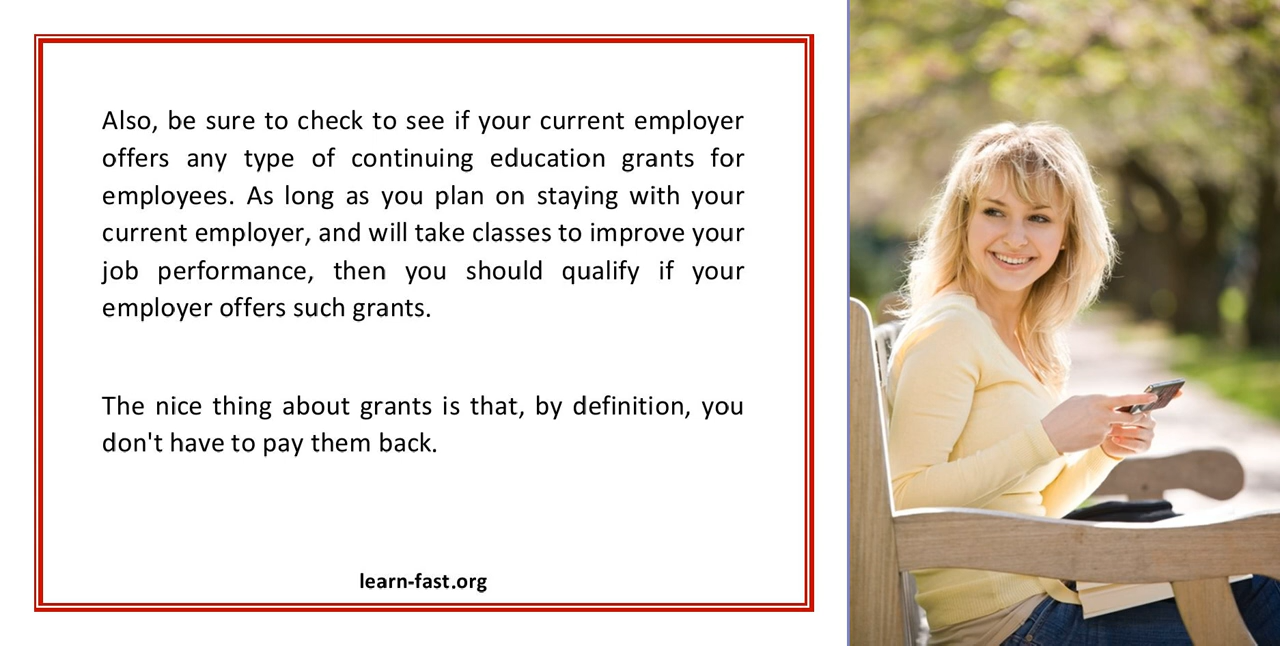 Also, be sure to check to see if your current employer
offers any type of continuing education grants for
employees. As long as you plan on staying with your
current employer, and will take classes to improve your
job performance, then you should qualify if your
employer offers such grants.
The nice thing about grants is that, by definition, you
don't have to pay them back.
learn-fast.org